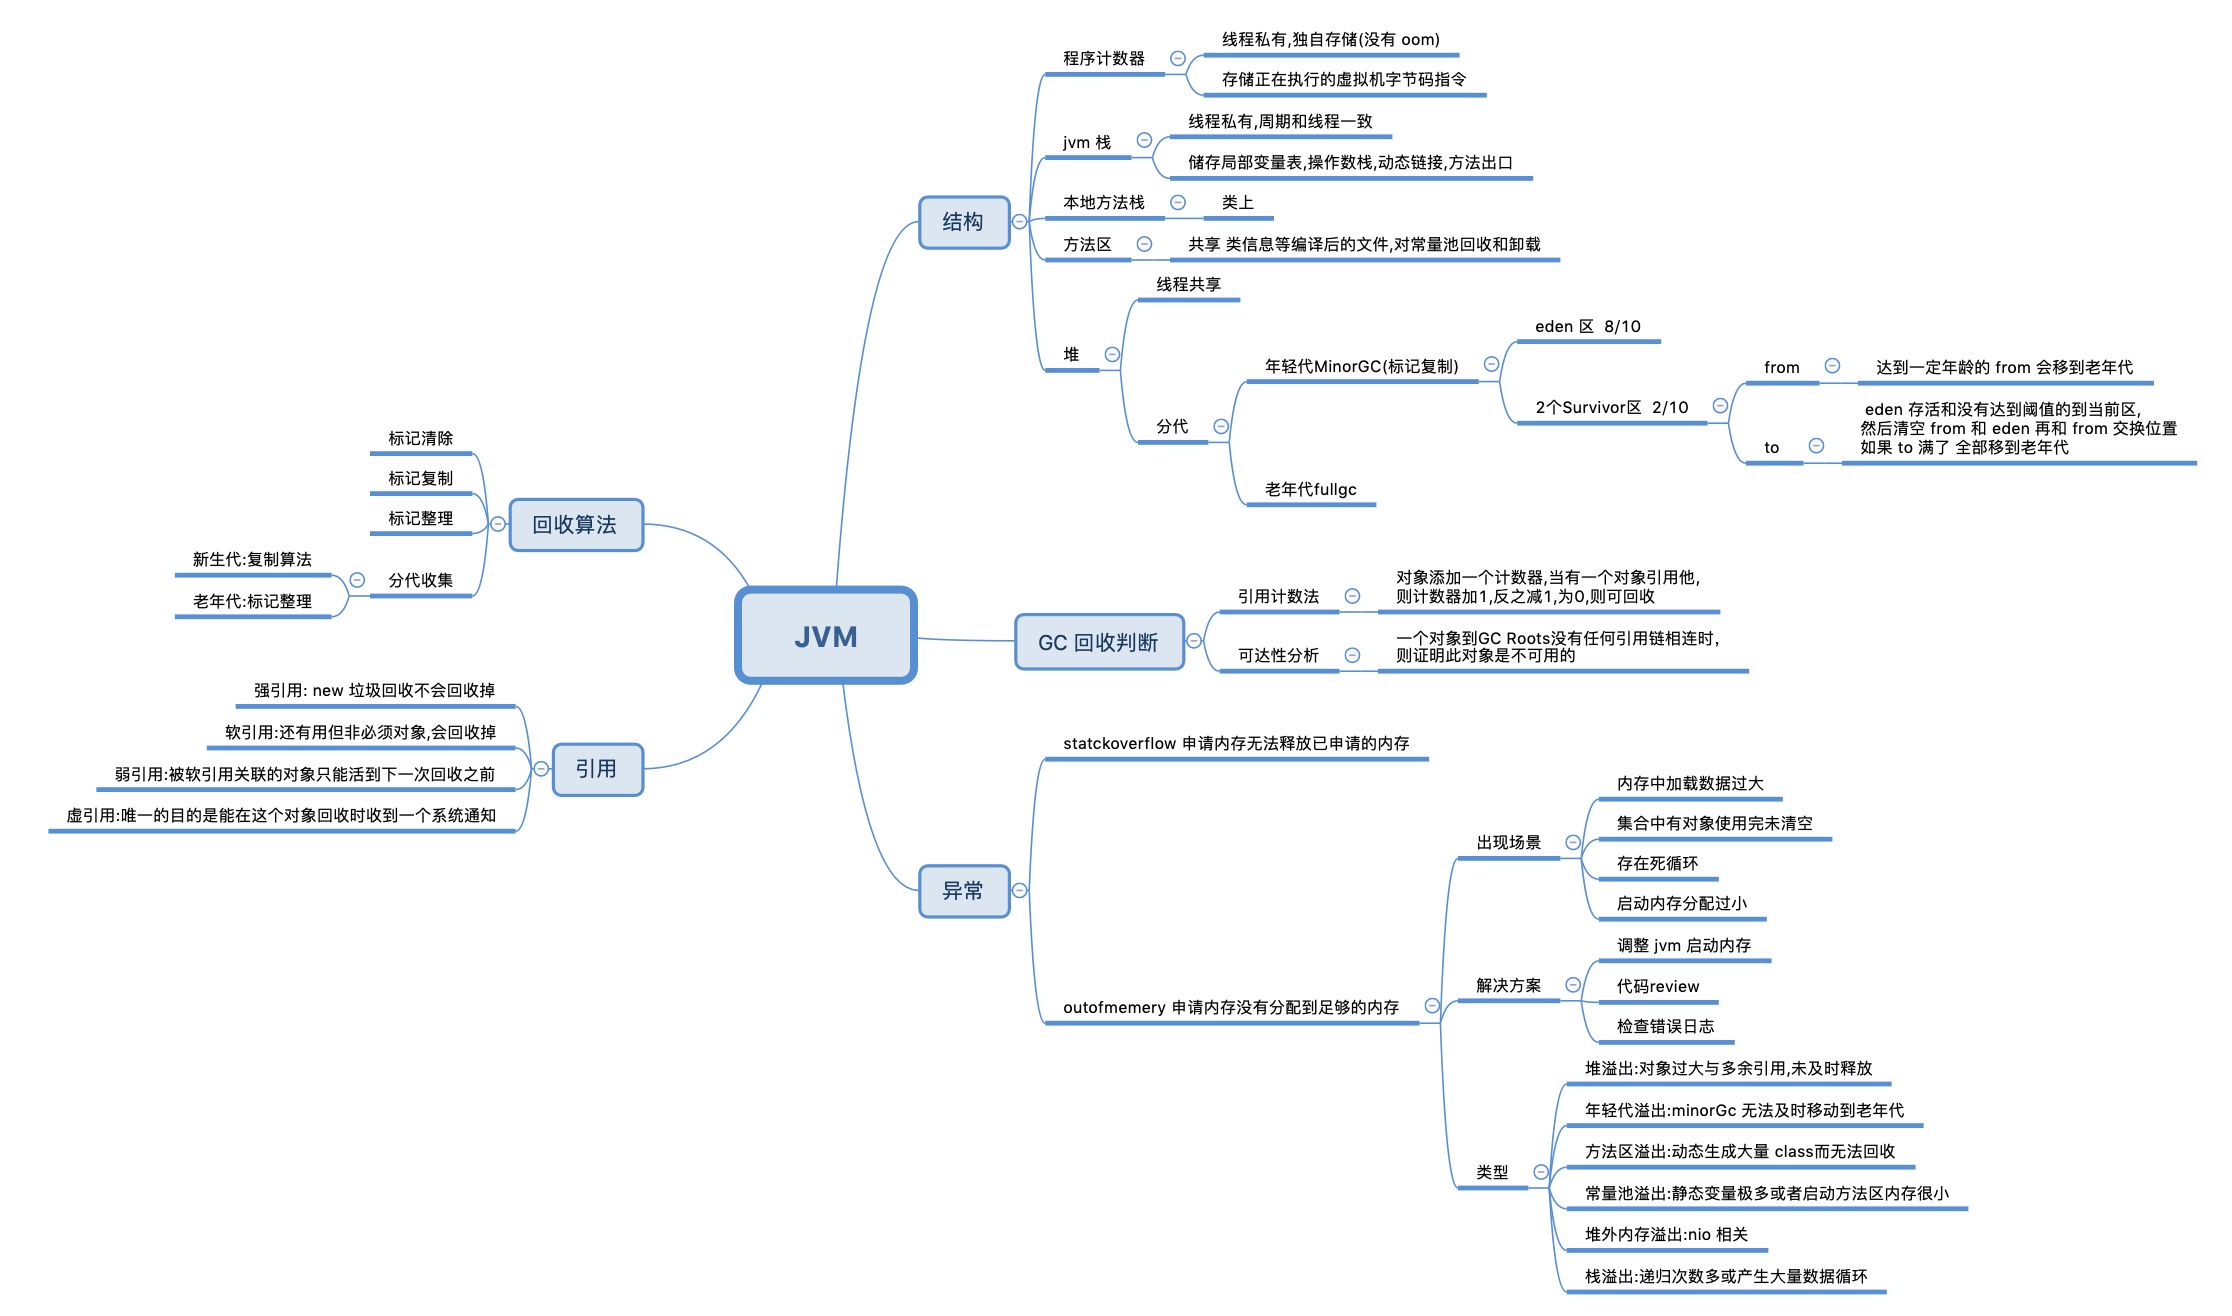 JVM
结构
程序计数器
线程私有,独自存储(没有 oom)
存储正在执行的虚拟机字节码指令
jvm 栈
线程私有,周期和线程一致
储存局部变量表,操作数栈,动态链接,方法出口
本地方法栈
类上
方法区
共享 类信息等编译后的文件,对常量池回收和卸载
堆
线程共享
分代
年轻代MinorGC(标记复制)
eden 区 8/10
2个Survivor区 2/10
from
达到一定年龄的 from 会移到老年代
to
eden 存活和没有达到阈值的到当前区,
然后清空 from 和 eden 再和 from 交换位置
如果 to 满了 全部移到老年代
老年代fullgc
GC 回收判断
引用计数法
对象添加一个计数器,当有一个对象引用他,
则计数器加1,反之减1,为0,则可回收
可达性分析
一个对象到GC Roots没有任何引用链相连时,
则证明此对象是不可用的
异常
statckoverflow 申请内存无法释放已申请的内存
outofmemery 申请内存没有分配到足够的内存
出现场景
内存中加载数据过大
集合中有对象使用完未清空
存在死循环
启动内存分配过小
解决方案
调整 jvm 启动内存
代码review
检查错误日志
类型
堆溢出:对象过大与多余引用,未及时释放
年轻代溢出:minorGc 无法及时移动到老年代
方法区溢出:动态生成大量 class而无法回收
常量池溢出:静态变量极多或者启动方法区内存很小
堆外内存溢出:nio 相关
栈溢出:递归次数多或产生大量数据循环
回收算法
标记清除
标记复制
标记整理
分代收集
新生代:复制算法
老年代:标记整理
引用
强引用: new 垃圾回收不会回收掉
软引用:还有用但非必须对象,会回收掉
弱引用:被软引用关联的对象只能活到下一次回收之前
虚引用:唯一的目的是能在这个对象回收时收到一个系统通知